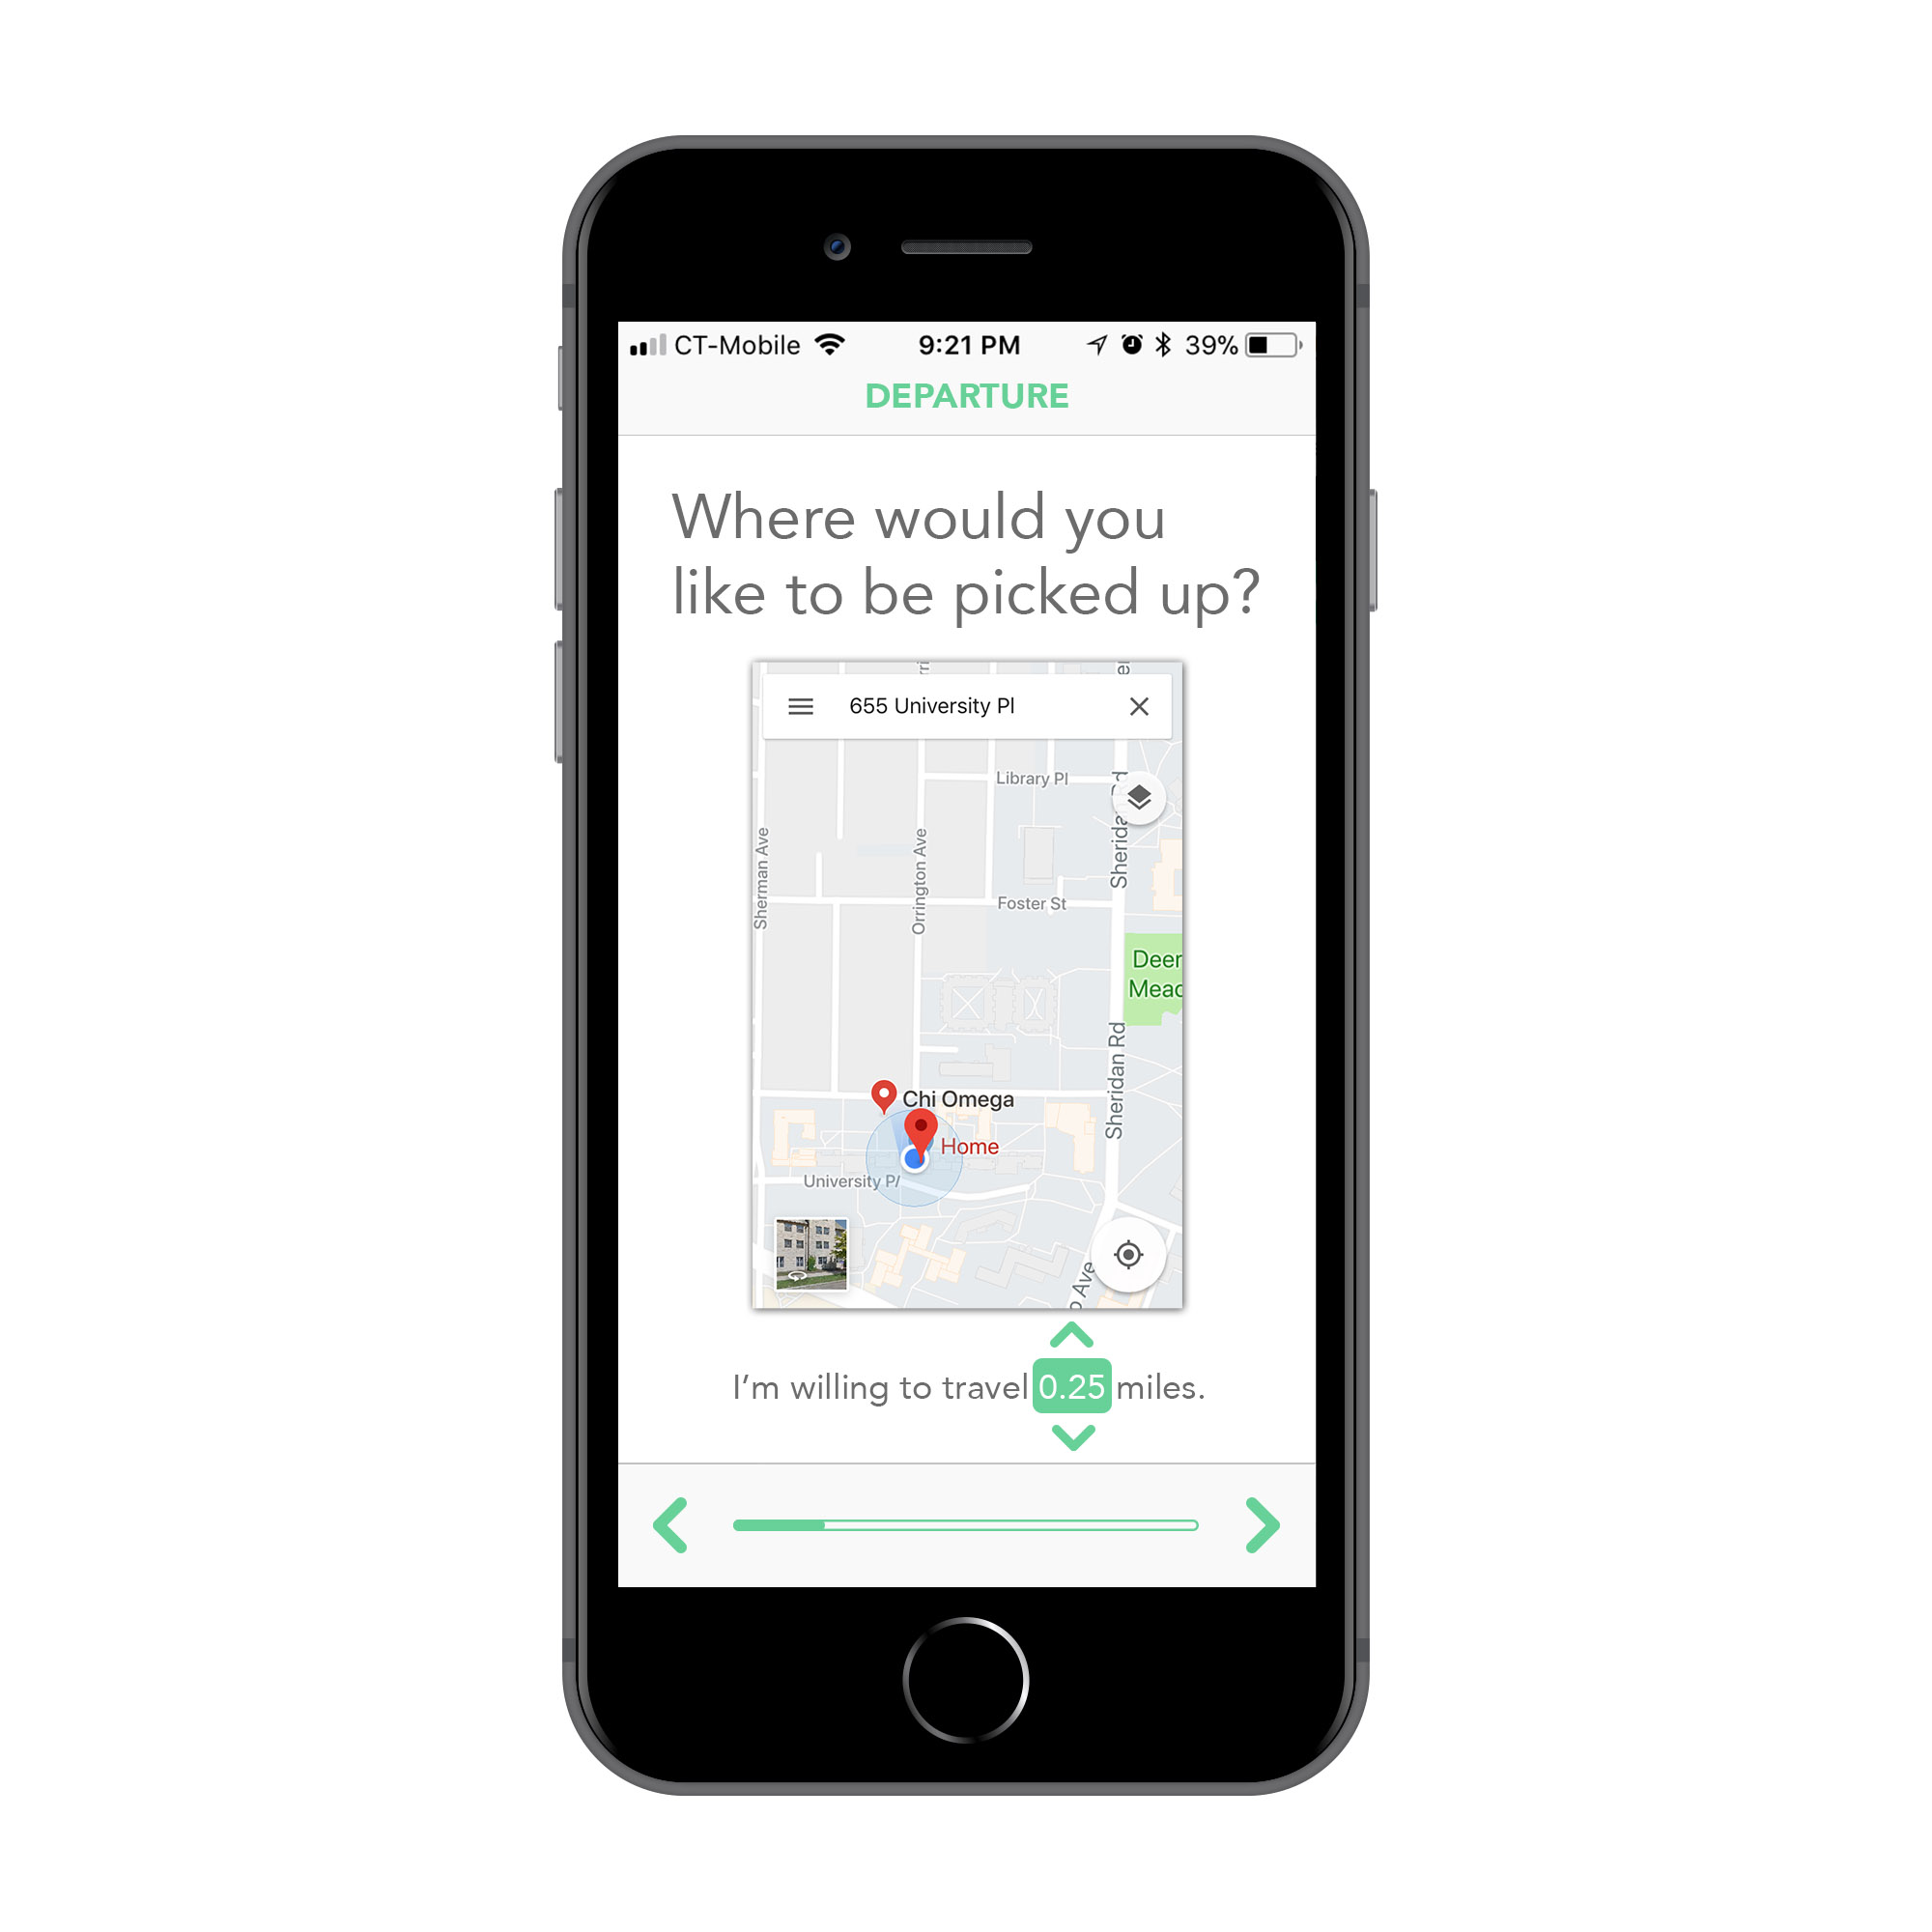 CT-Mobile
9:21 PM
39%
DEPARTURE
Where would you
like to be picked up?
655 University Pl
Library Pl
Sherida
Rd
Sherman Ave
Orrington Ave
Foster St
Deer
Mead
Sheridan Rd
Chi Omega
Home
University Pl
o Ave
I'm willing to travel 0.25 miles.